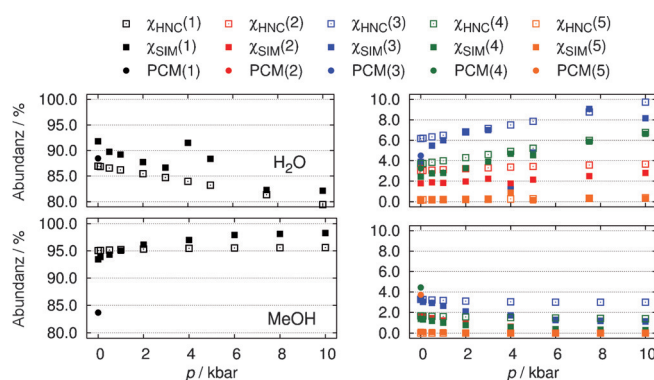 χHNC(1) χHNC(2) χHNC(3) χHNC(4) χHNC(5)
χSIM(1) χSIM(2) χSIM(3) χSIM(4) χSIM(5)
PCM(1) PCM(2) PCM(3) PCM(4) PCM(5)
Abundanz / %
100.0
95.0
90.0
85.0
80.0
H₂O
10.0
8.0
6.0
4.0
2.0
0.0
Abundanz / %
100.0
95.0
90.0
85.0
80.0
MeOH
0 2 4 6 8 10
p / kbar
10.0
8.0
6.0
4.0
2.0
0.0
0 2 4 6 8 10
p / kbar